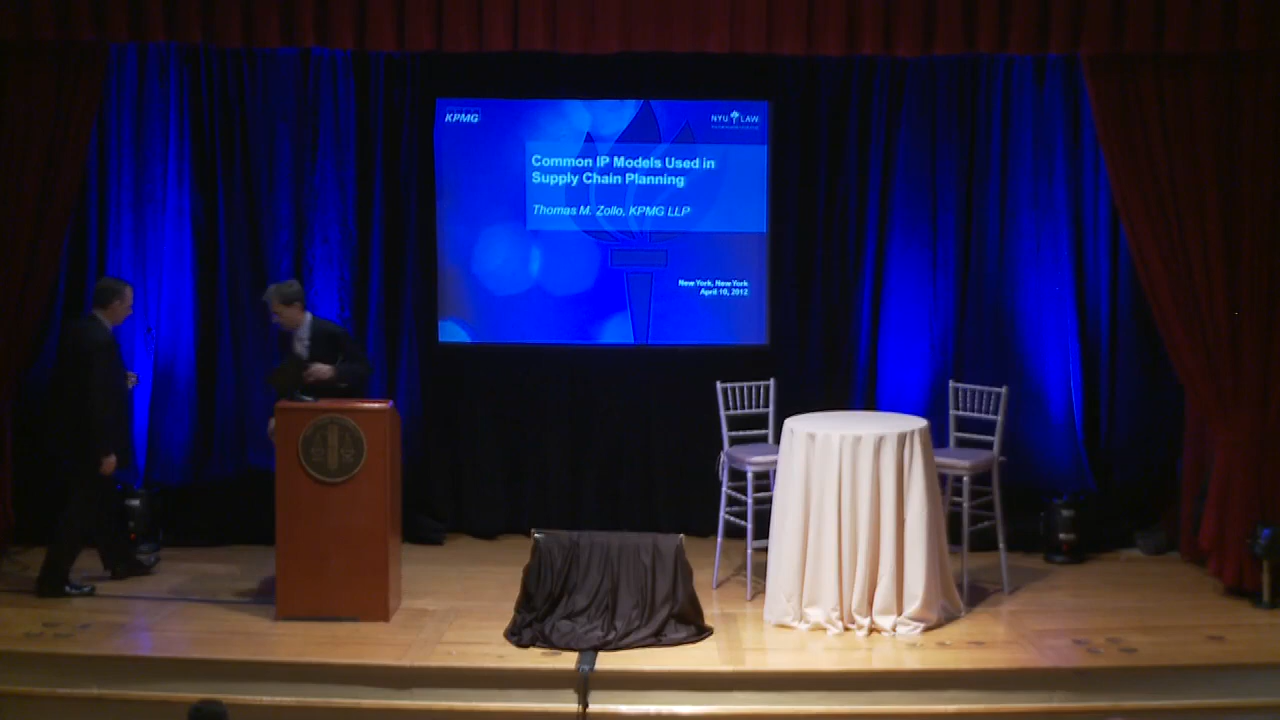 KPMG
NYU LAW
Common IP Models Used in
Supply Chain Planning
Thomas M. Zollo, KPMG LLP
New York, New York
April 10, 2012